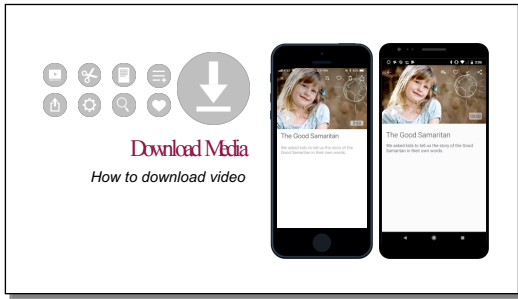 Download Media
How to download video
The Good Samaritan
We asked kids to tell us the story of the Good
Samaritan in their own words.
The Good Samaritan
We asked kids to tell us the story of the Good
Samaritan in their own words.